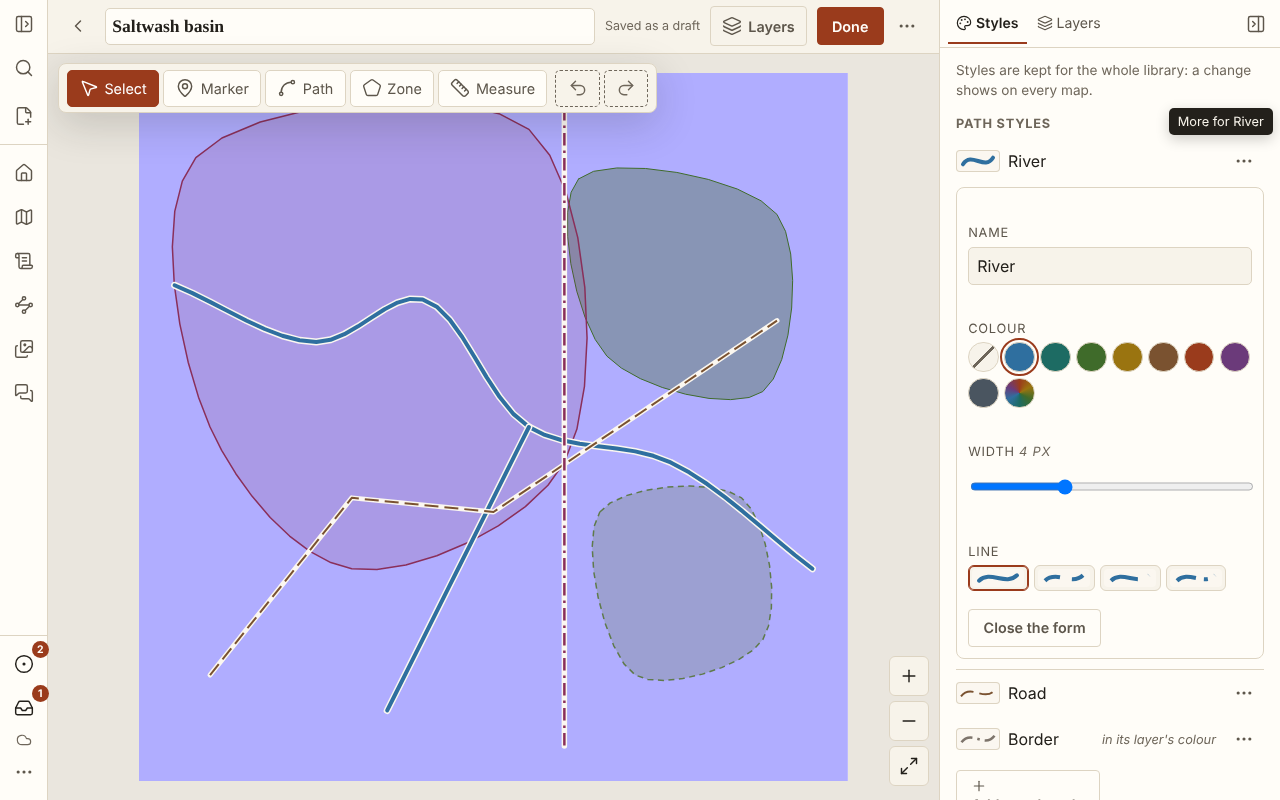 Saltwash basin
Saved as a draft
Layers
Done
Styles
Layers
Select
Marker
Path
Zone
Measure
Styles are kept for the whole library: a change
shows on every map.
PATH STYLES
More for River
River
NAME
River
COLOUR
WIDTH 4 PX
LINE
Close the form
Road
Border
in its layer's colour
2
1